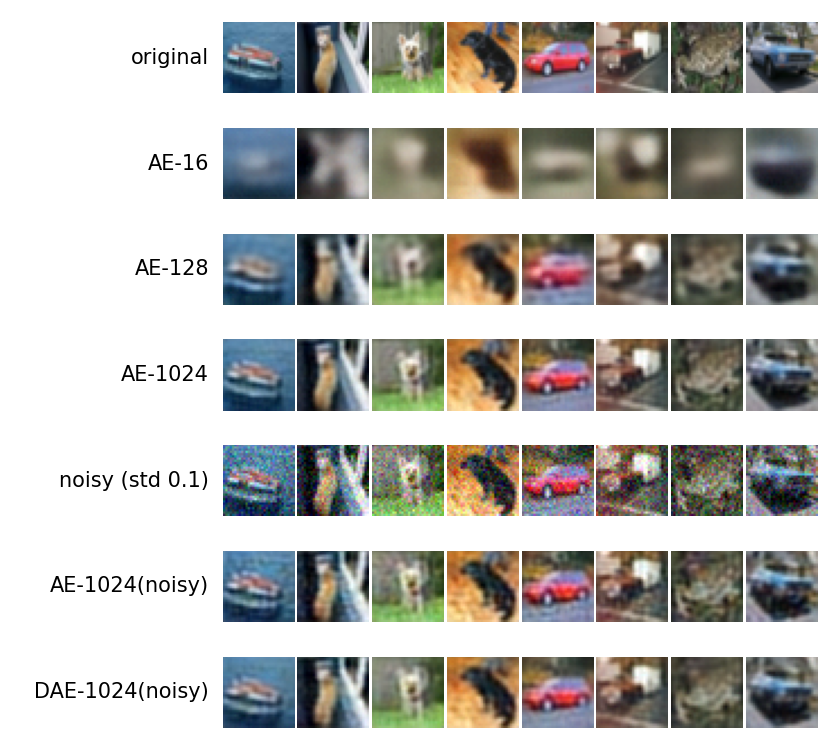 original
AE-16
AE-128
AE-1024
noisy (std 0.1)
AE-1024(noisy)
DAE-1024(noisy)